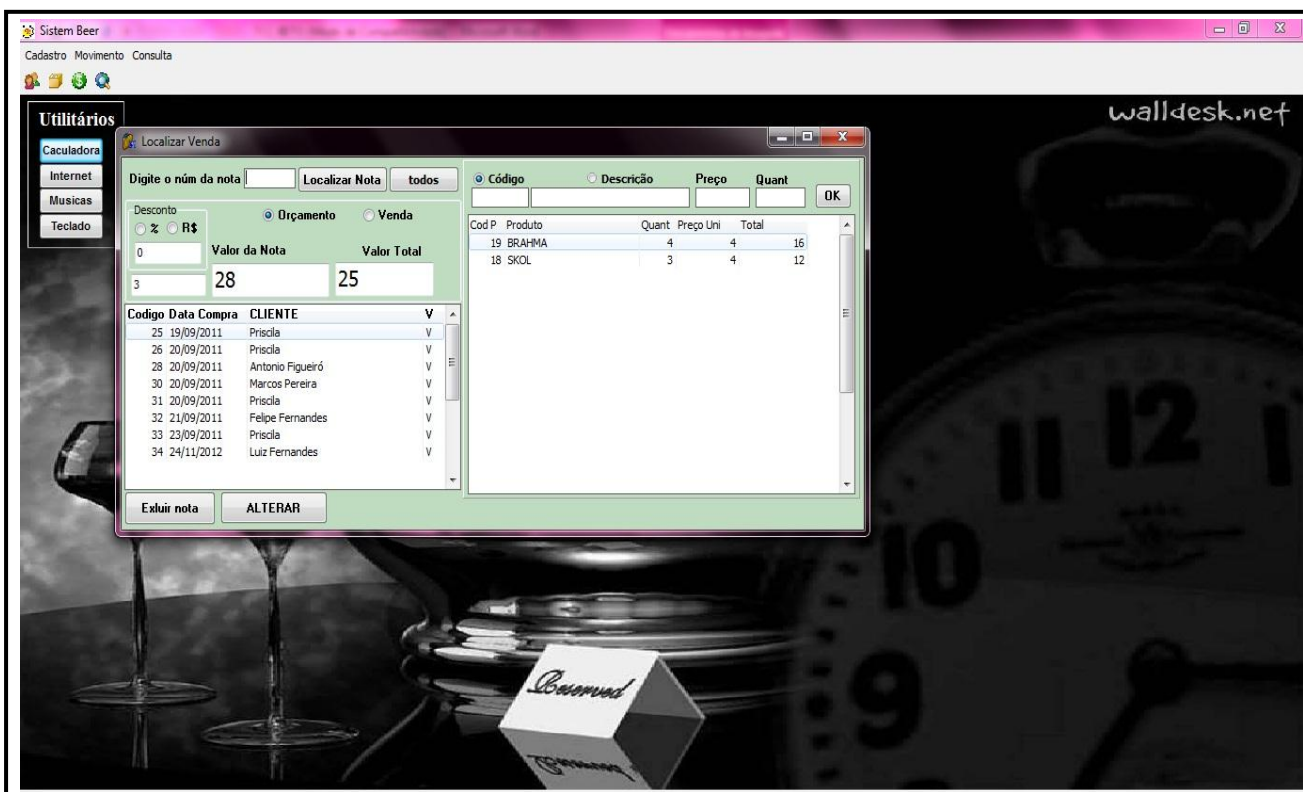 Sistem Beer
Cadastro Movimento Consulta
walldesk.net
Utilitários
Caculadora
Internet
Musicas
Teclado
Localizar Venda
Digite o núm da nota Localizar Nota todos
Desconto
% R$
Orçamento Venda
0
Valor da Nota Valor Total
3 28 25
Codigo Data Compra CLIENTE V
25 19/09/2011 Priscila V
26 20/09/2011 Priscila V
28 20/09/2011 Antonio Figueiró V
30 20/09/2011 Marcos Pereira V
31 20/09/2011 Priscila V
32 21/09/2011 Felipe Fernandes V
33 23/09/2011 Priscila V
34 24/11/2012 Luiz Fernandes V
Exluir nota ALTERAR
Código Descrição Preço Quant
OK
Cod P Produto Quant Preço Uni Total
19 BRAHMA 4 4 16
18 SKOL 3 4 12
12
11
1
10
9
Reserved